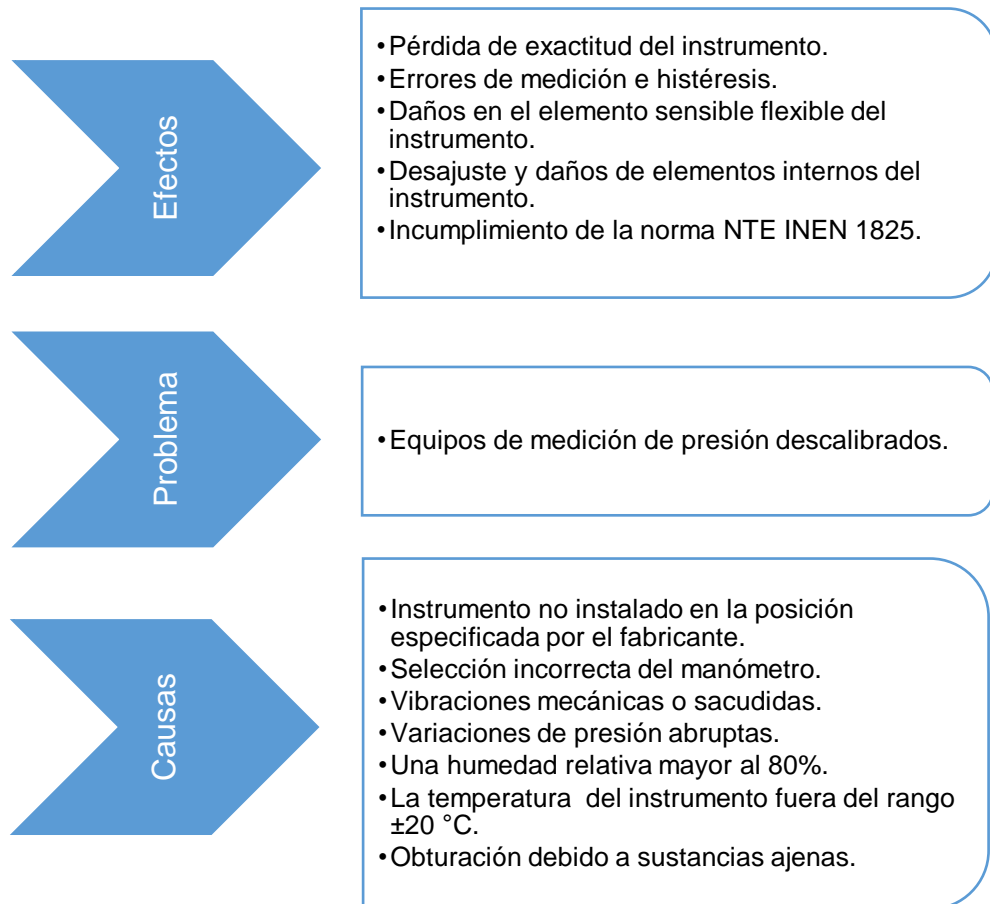 Efectos
•Pérdida de exactitud del instrumento.
•Errores de medición e histéresis.
•Daños en el elemento sensible flexible del
instrumento.
•Desajuste y daños de elementos internos del
instrumento.
•Incumplimiento de la norma NTE INEN 1825.
Problema
•Equipos de medición de presión descalibrados.
Causas
•Instrumento no instalado en la posición
especificada por el fabricante.
•Selección incorrecta del manómetro.
•Vibraciones mecánicas o sacudidas.
•Variaciones de presión abruptas.
•Una humedad relativa mayor al 80%.
•La temperatura  del instrumento fuera del rango
±20 °C.
•Obturación debido a sustancias ajenas.